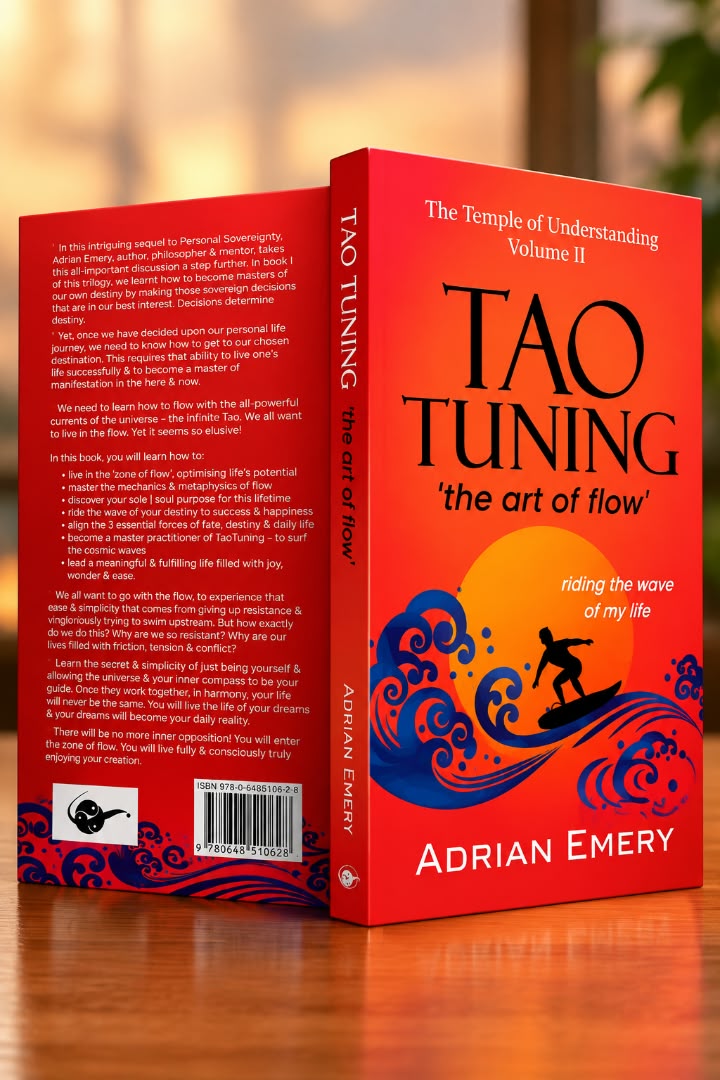 In this intriguing sequel to Personal Sovereignty,
Adrian Emery, author, philosopher & mentor, takes
this all-important discussion a step further. In book I
of this trilogy, we learnt how to become masters of
our own destiny by making those sovereign decisions
that are in our best interest. Decisions determine
destiny.
Yet, once we have decided upon our personal life
journey, we need to know how to get to our chosen
destination. This requires that ability to live one's
life successfully & to become a master of
manifestation in the here & now.
We need to learn how to flow with the all-powerful
currents of the universe – the infinite Tao. We all want
to live in the flow. Yet it seems so elusive!
In this book, you will learn how to:
• live in the 'zone of flow', optimising life's potential
• master the mechanics & metaphysics of flow
• discover your sole | soul purpose for this lifetime
• ride the wave of your destiny to success & happiness
• align the 3 essential forces of fate, destiny & daily life
• become a master practitioner of TaoTuning – to surf
the cosmic waves
• lead a meaningful & fulfilling life filled with joy,
wonder & ease.
We all want to go with the flow, to experience that
ease & simplicity that comes from giving up resistance &
vingloriously trying to swim upstream. But how exactly
do we do this? Why are we so resistant? Why are our
lives filled with friction, tension & conflict?
Learn the secret & simplicity of just being yourself &
allowing the universe & your inner compass to be your
guide. Once they work together, in harmony, your life
will never be the same. You will live the life of your dreams
& your dreams will become your daily reality.
There will be no more inner opposition! You will enter
the zone of flow. You will live fully & consciously truly
enjoying your creation.
ISBN 978-0-6485106-2-8
9 780648 510628
TAO TUNING 'the art of flow' ADRIAN EMERY
The Temple of Understanding
Volume II
TAO
TUNING
'the art of flow'
riding the wave
of my life
ADRIAN EMERY